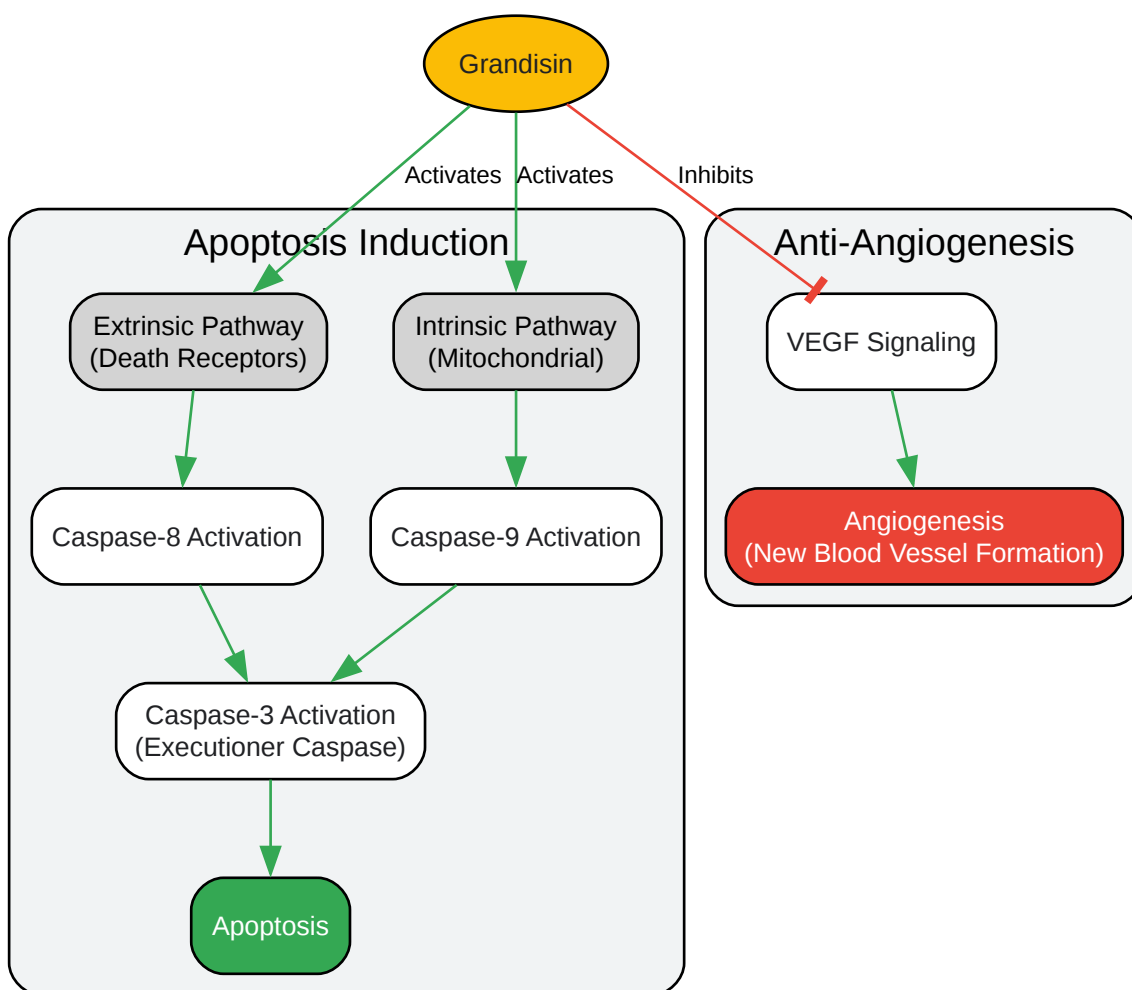 Grandisin
Activates
Activates
Inhibits
Apoptosis Induction
Anti-Angiogenesis
Extrinsic Pathway
(Death Receptors)
Intrinsic Pathway
(Mitochondrial)
VEGF Signaling
Caspase-8 Activation
Caspase-9 Activation
Angiogenesis
(New Blood Vessel Formation)
Caspase-3 Activation
(Executioner Caspase)
Apoptosis